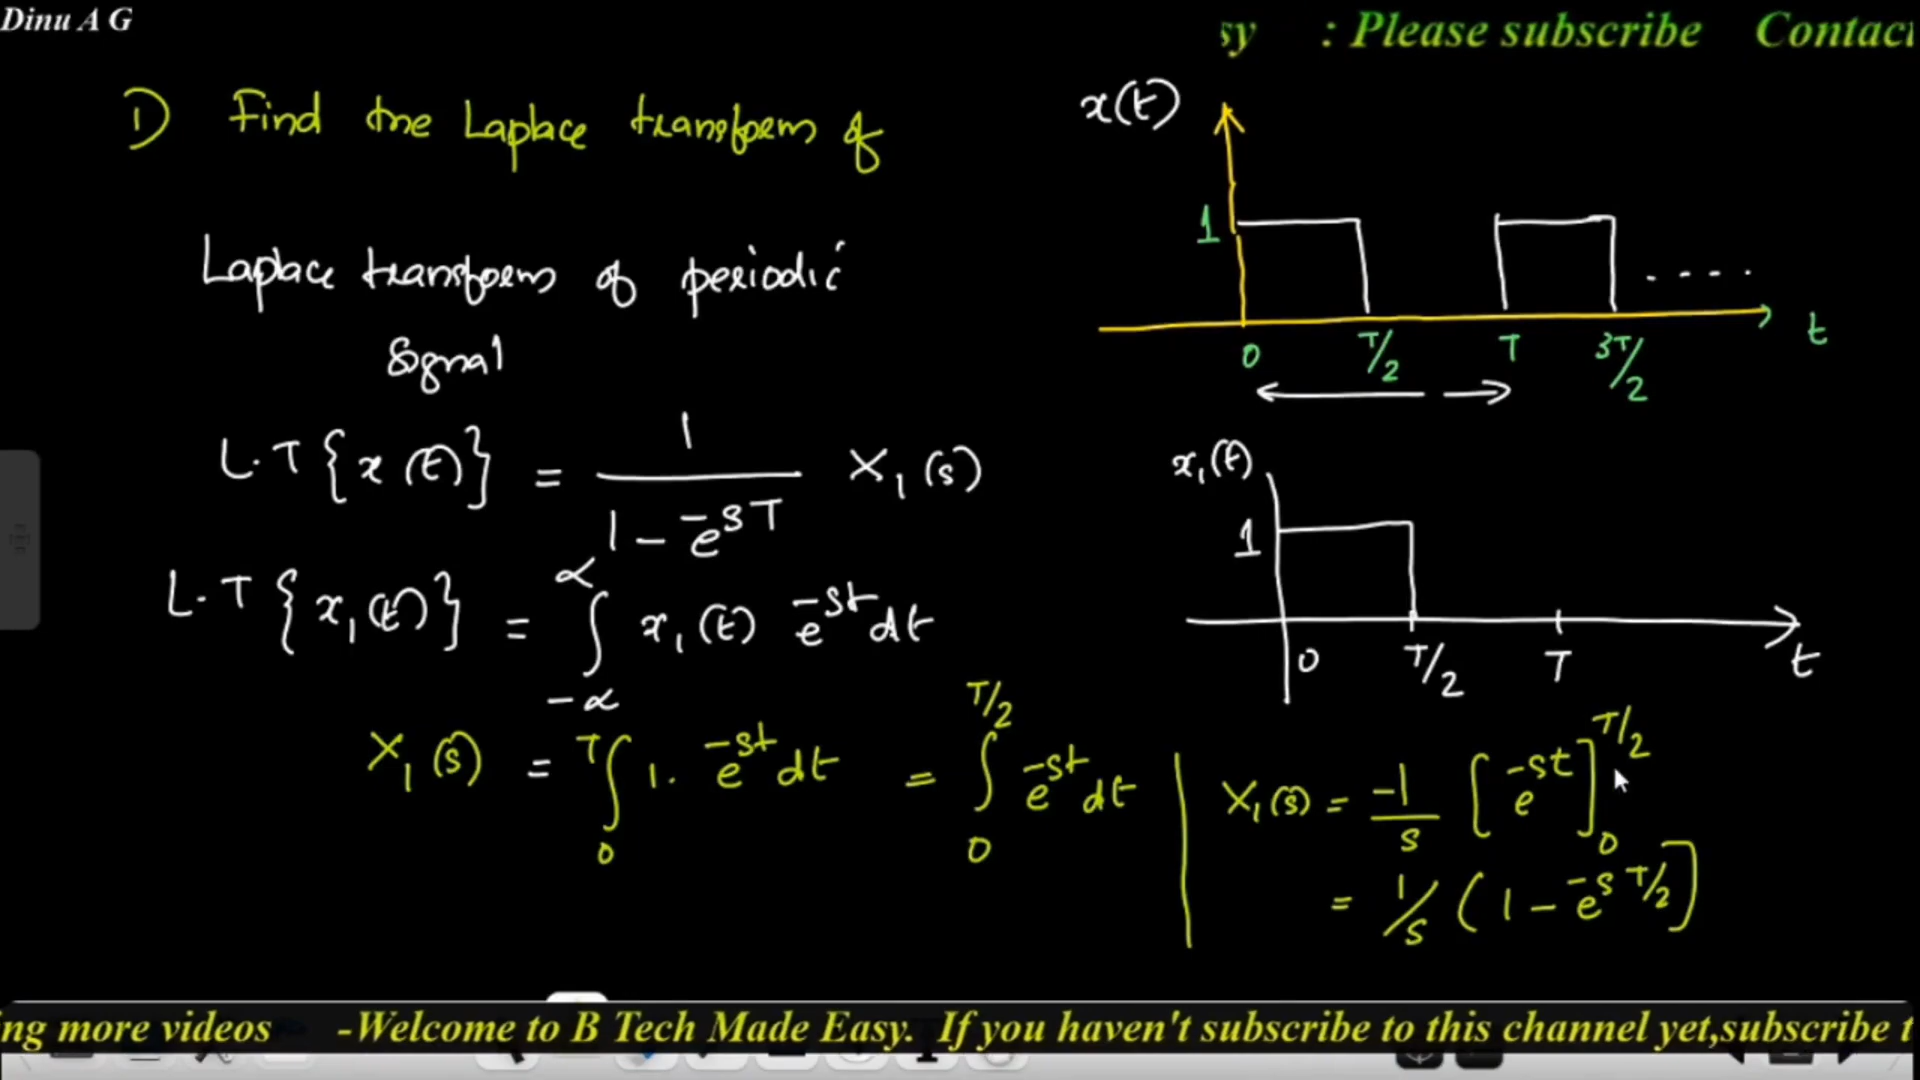 Dinu A G
sy : Please subscribe Contact
1) Find the Laplace transform of
x(t)
1
0 T/2 T 3T/2 t
Laplace transform of periodic
signal
L.T {x(t)} = 1 / (1 - e^-sT) X₁(s)
x₁(t)
1
0 T/2 T t
L.T {x₁(t)} = ∫_-α^α x₁(t) e^-st dt
X₁(s) = ∫_0^T 1. e^-st dt = ∫_0^T/2 e^-st dt
X₁(s) = -1/s [e^-st]_0^T/2
= 1/s (1 - e^-s T/2]
ng more videos -Welcome to B Tech Made Easy. If you haven't subscribe to this channel yet,subscribe t